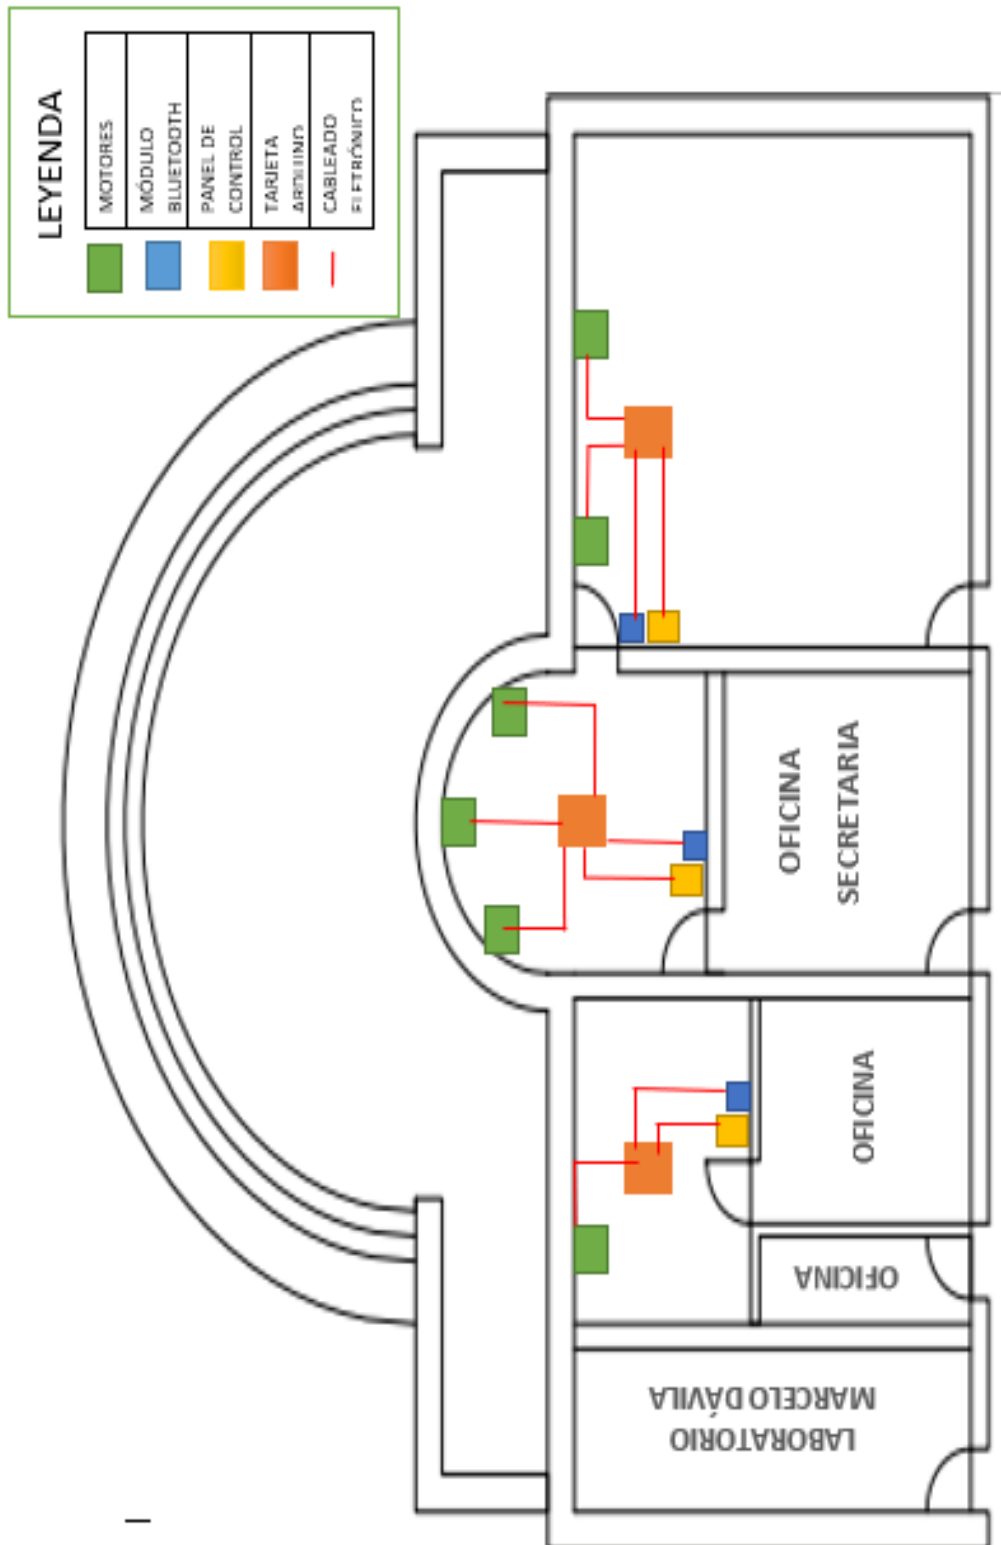 LEYENDA
MOTORES
MÓDULO
BLUETOOTH
PANEL DE
CONTROL
TARJETA
CABLEADO
OFICINA
SECRETARIA
OFICINA
OFICINA
LABORATORIO
MARCELO DÁVILA